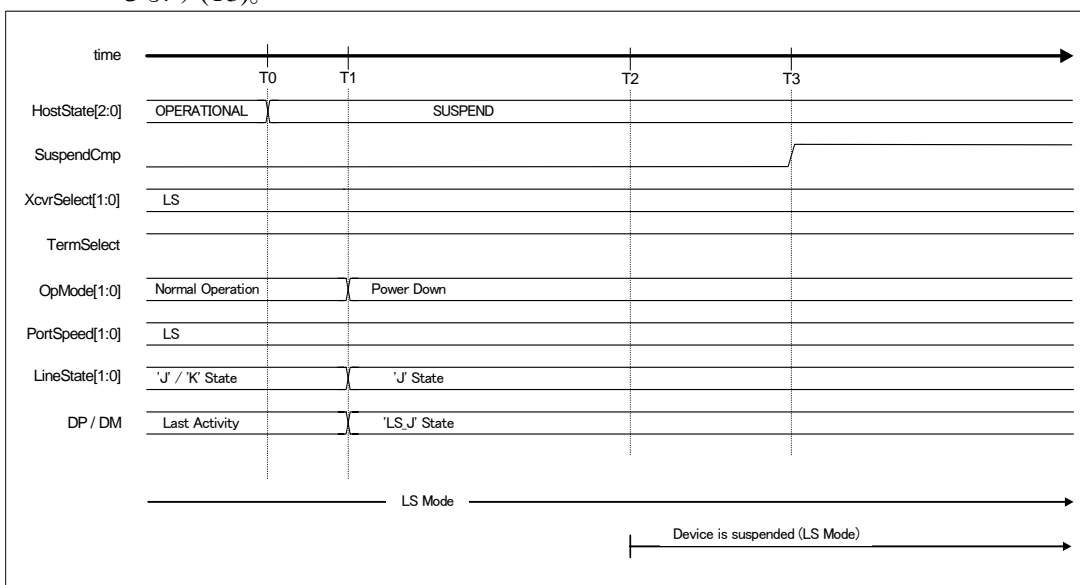 time
T0 T1 T2 T3
HostState[2:0] OPERATIONAL SUSPEND
SuspendCmp
XcvrSelect[1:0] LS
TermSelect
OpMode[1:0] Normal Operation Power Down
PortSpeed[1:0] LS
LineState[1:0] 'J' / 'K' State 'J' State
DP / DM Last Activity 'LS_J' State
LS Mode
Device is suspended (LS Mode)